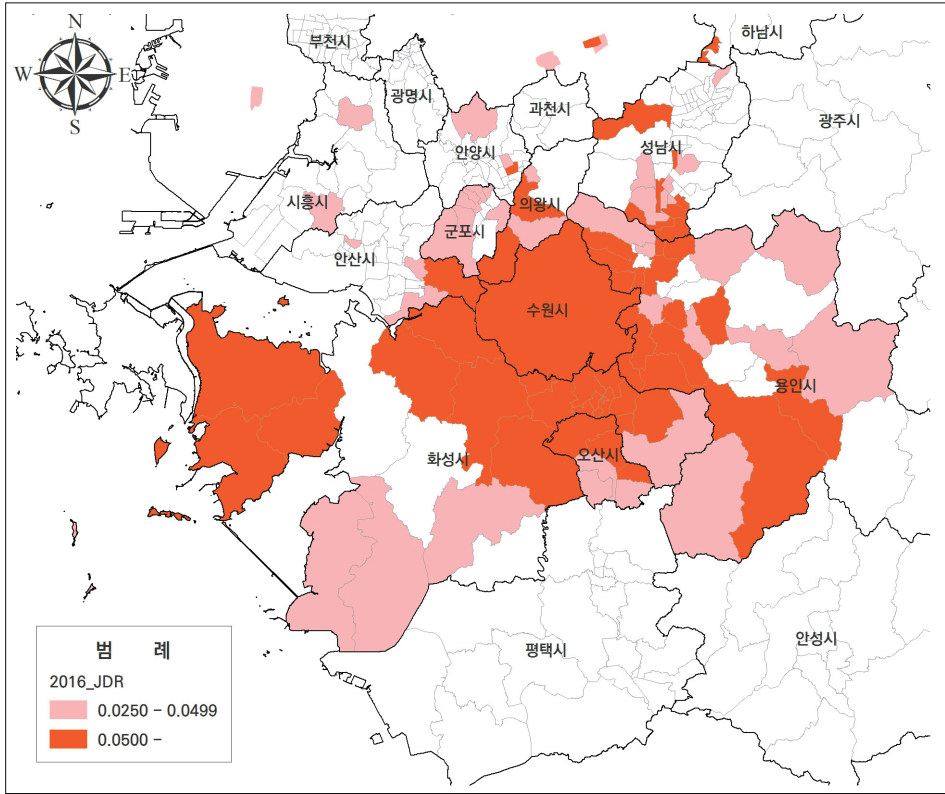 N
W E
S
부천시
하남시
광명시
과천시
광주시
안양시
성남시
시흥시
의왕시
군포시
안산시
수원시
용인시
화성시
오산시
평택시
안성시
범 례
2016_JDR
0.0250 - 0.0499
0.0500 -